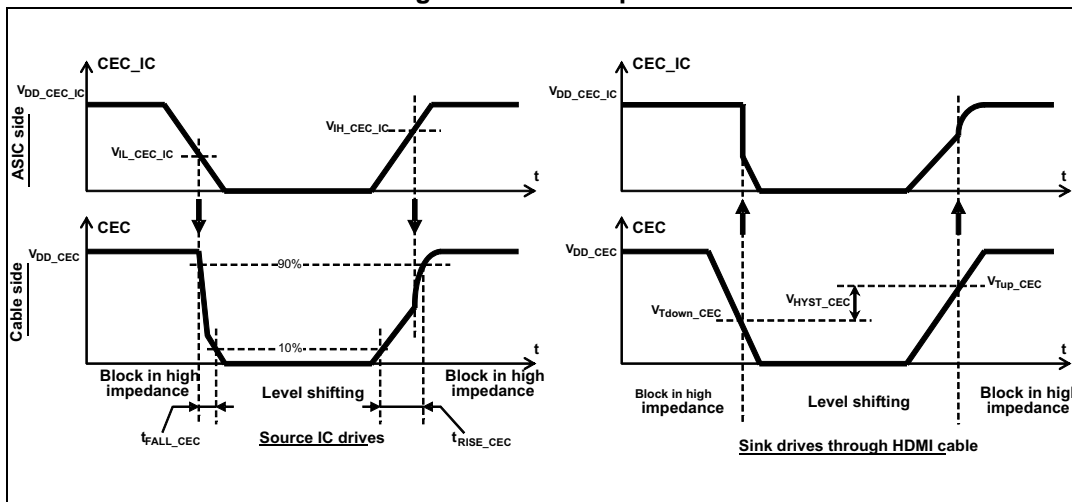 CEC_IC
VDD_CEC_IC
VIL_CEC_IC
VIH_CEC_IC
t
ASIC side
CEC
VDD_CEC
90%
10%
t
Cable side
Block in high
impedance
Level shifting
Block in high
impedance
tFALL_CEC
Source IC drives
tRISE_CEC
CEC_IC
VDD_CEC_IC
t
CEC
VDD_CEC
VTdown_CEC
VHYST_CEC
VTup_CEC
t
Block in high
impedance
Level shifting
Block in high
impedance
Sink drives through HDMI cable